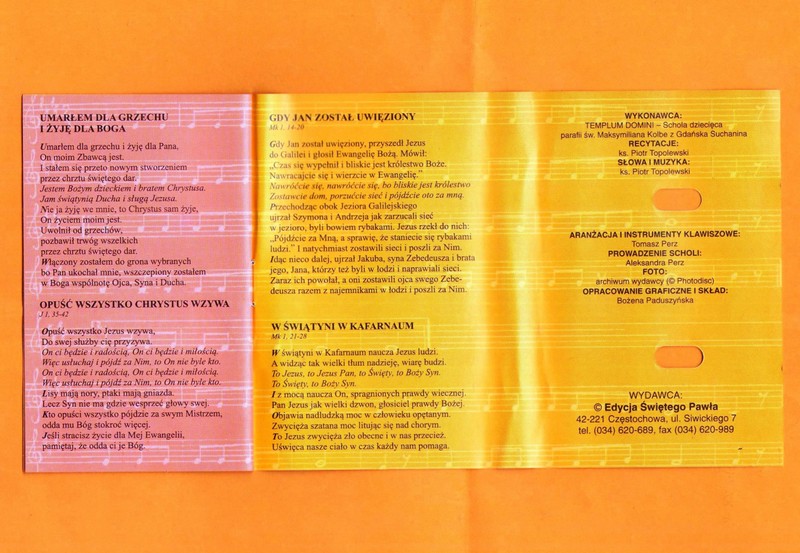 UMARŁEM DLA GRZECHU
I ŻYJĘ DLA BOGA
Umarłem dla grzechu i żyję dla Pana,
On moim Zbawcą jest.
I stałem się przeto nowym stworzeniem
przez chrztu świętego dar.
Jestem Bożym dzieckiem i bratem Chrystusa.
Jam świątynią Ducha i sługą Jezusa.
Nie ja żyję we mnie, to Chrystus sam żyje,
On życiem moim jest.
Uwolnił od grzechów,
pozbawił trwóg wszelkich
przez chrztu świętego dar.
Włączony zostałem do grona wybranych
bo Pan ukochał mnie, wszczepiony zostałem
w Boga wspólnotę Ojca, Syna i Ducha.
OPUŚĆ WSZYSTKO CHRYSTUS WZYWA
J 1, 35-42
Opuść wszystko Jezus wzywa,
Do swej służby cię przyzywa.
On ci będzie i radością, On ci będzie i miłością.
Więc usłuchaj i pójdź za Nim, to On nie byle kto.
On ci będzie i radością, On ci będzie i miłością.
Więc usłuchaj i pójdź za Nim, to On nie byle kto.
Lisy mają nory, ptaki mają gniazda.
Lecz Syn nie ma gdzie wesprzeć głowy swej.
Kto opuści wszystko pójdzie za swym Mistrzem,
odda mu Bóg stokroć więcej.
Jeśli stracisz życie dla Mej Ewangelii,
pamiętaj, że odda ci je Bóg.
GDY JAN ZOSTAŁ UWIĘZIONY
Mk 1, 14-20
Gdy Jan został uwięziony, przyszedł Jezus
do Galilei i głosił Ewangelię Bożą. Mówił:
„Czas się wypełnił i bliskie jest królestwo Boże.
Nawracajcie się i wierzcie w Ewangelię."
Nawróćcie się, nawróćcie się, bo bliskie jest królestwo
Zostawcie dom, porzućcie sieć i pójdźcie oto za mną.
Przechodząc obok Jeziora Galilejskiego
ujrzał Szymona i Andrzeja jak zarzucali sieć
w jezioro, byli bowiem rybakami. Jezus rzekł do nich:
„Pójdźcie za Mną, a sprawię, że staniecie się rybakami
ludzi." I natychmiast zostawili sieci i poszli za Nim.
Idąc nieco dalej, ujrzał Jakuba, syna Zebedeusza i brata
jego, Jana, którzy też byli w łodzi i naprawiali sieci.
Zaraz ich powołał, a oni zostawili ojca swego Zebe-
deusza razem z najemnikami w łodzi i poszli za Nim.
W ŚWIĄTYNI W KAFARNAUM
Mk 1, 21-28
W świątyni w Kafarnaum naucza Jezus ludzi.
A widząc tak wielki tłum nadzieję, wiarę budzi.
To Jezus, to Jezus Pan, to Święty, to Boży Syn.
To Święty, to Boży Syn.
I z mocą naucza On, spragnionych prawdy wiecznej.
Pan Jezus jak wielki dzwon, głosiciel prawdy Bożej.
Objawia nadludzką moc w człowieku opętanym.
Zwycięża szatana moc litując się nad chorym.
To Jezus zwycięża zło obecne i w nas przecież.
Uświęca nasze ciało w czas każdy nam pomaga.
WYKONAWCA:
TEMPLUM DOMINI – Schola dziecięca
parafii św. Maksymiliana Kolbe z Gdańska Suchanina
RECYTACJE:
ks. Piotr Topolewski
SŁOWA I MUZYKA:
ks. Piotr Topolewski
ARANŻACJA I INSTRUMENTY KLAWISZOWE:
Tomasz Perz
PROWADZENIE SCHOLI:
Aleksandra Perz
FOTO:
archiwum wydawcy (© Photodisc)
OPRACOWANIE GRAFICZNE I SKŁAD:
Bożena Paduszyńska
WYDAWCA:
© Edycja Świętego Pawła
42-221 Częstochowa, ul. Siwickiego 7
tel. (034) 620-689, fax (034) 620-989